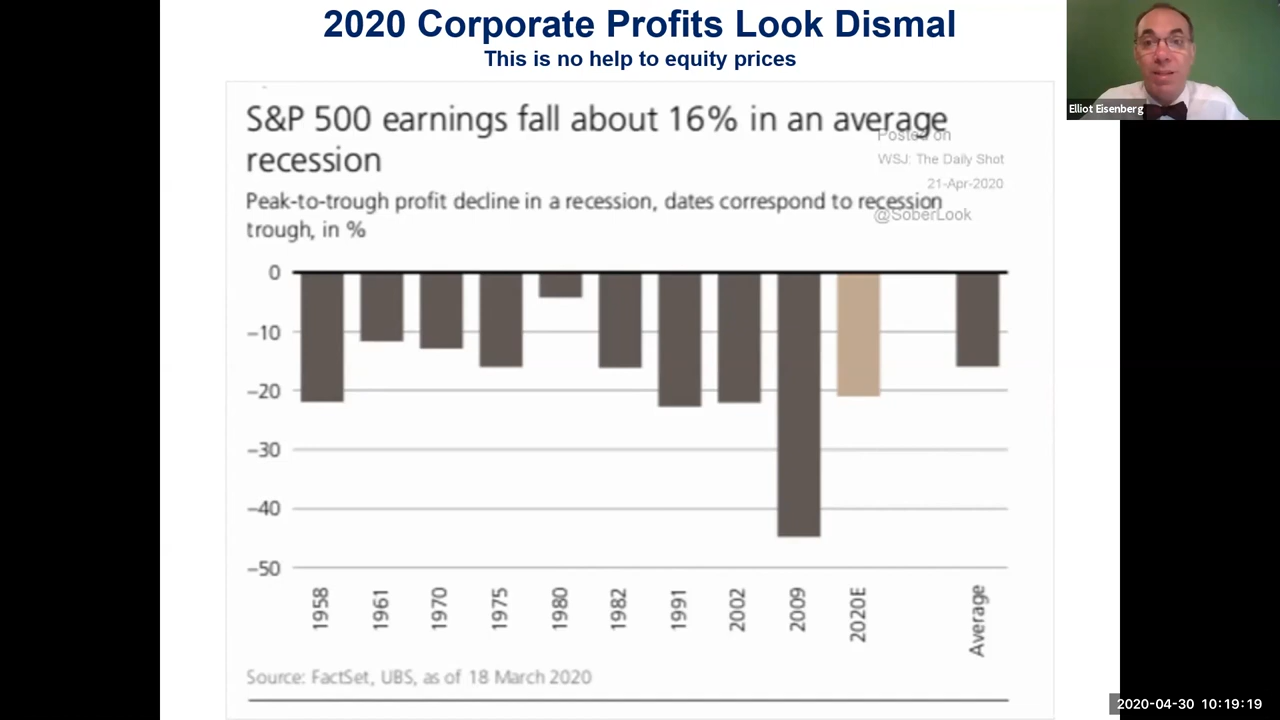 2020 Corporate Profits Look Dismal
This is no help to equity prices
Elliot Eisenberg
S&P 500 earnings fall about 16% in an average
recession
Posted on
WSJ: The Daily Shot
21-Apr-2020
@SoberLook
Peak-to-trough profit decline in a recession, dates correspond to recession
trough, in %
0
−10
−20
−30
−40
−50
1958
1961
1970
1975
1980
1982
1991
2002
2009
2020E
Average
Source: FactSet, UBS, as of 18 March 2020
2020-04-30 10:19:19